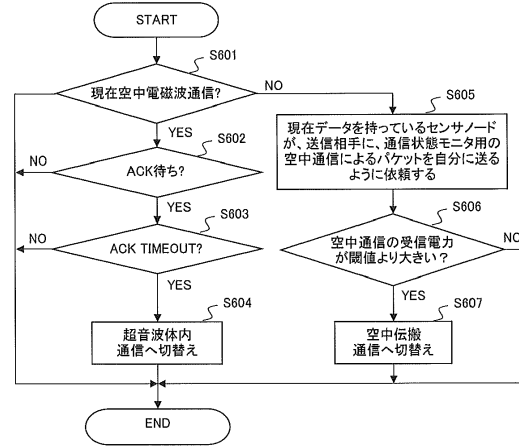 START
S601
現在空中電磁波通信?
NO
YES
S602
ACK待ち?
NO
YES
S603
ACK TIMEOUT?
NO
YES
S604
超音波体内
通信へ切替え
S605
現在データを持っているセンサノード
が、送信相手に、通信状態モニタ用の
空中通信によるパケットを自分に送る
ように依頼する
S606
空中通信の受信電力
が閾値より大きい?
NO
YES
S607
空中伝搬
通信へ切替え
END